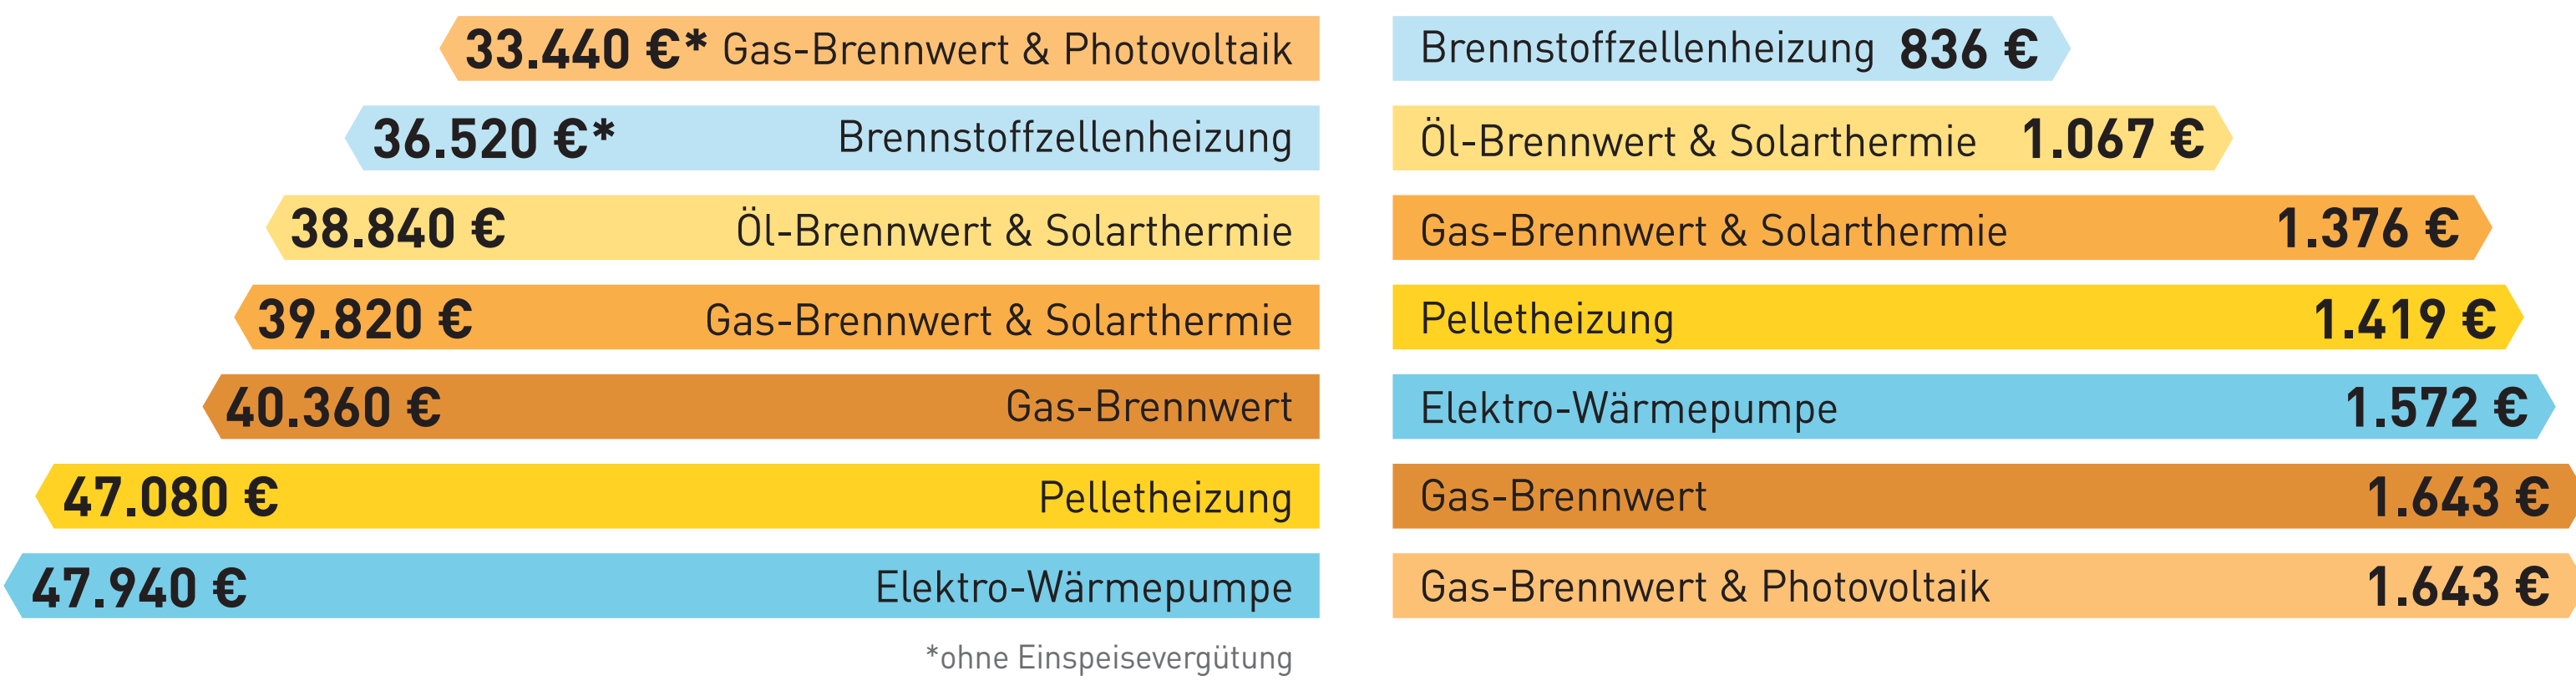 33.440 €* Gas-Brennwert & Photovoltaik
36.520 €* Brennstoffzellenheizung
38.840 € Öl-Brennwert & Solarthermie
39.820 € Gas-Brennwert & Solarthermie
40.360 € Gas-Brennwert
47.080 € Pelletheizung
47.940 € Elektro-Wärmepumpe
*ohne Einspeisevergütung
Brennstoffzellenheizung 836 €
Öl-Brennwert & Solarthermie 1.067 €
Gas-Brennwert & Solarthermie 1.376 €
Pelletheizung 1.419 €
Elektro-Wärmepumpe 1.572 €
Gas-Brennwert 1.643 €
Gas-Brennwert & Photovoltaik 1.643 €